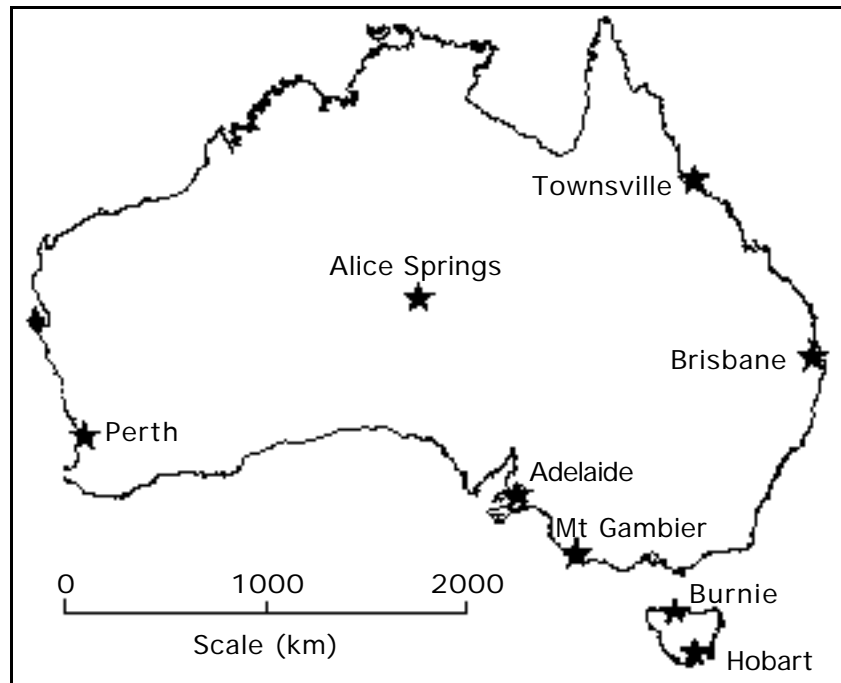 Townsville
Alice Springs
Brisbane
Perth
Adelaide
Mt Gambier
0 1000 2000
Burnie
Scale (km)
Hobart